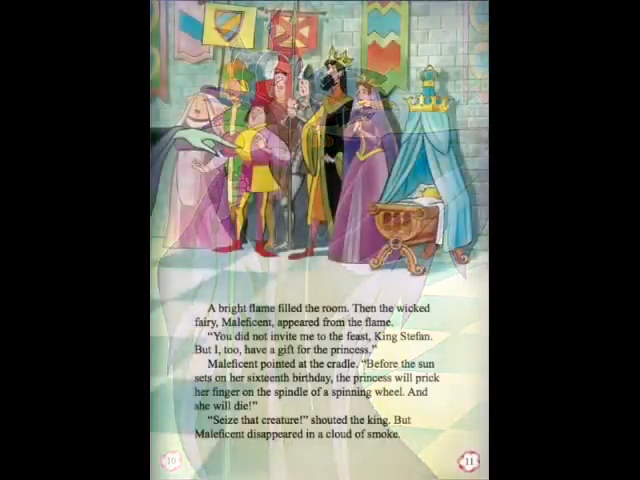 A bright flame filled the room. Then the wicked
fairy, Maleficent, appeared from the flame.
"You did not invite me to the feast, King Stefan.
But I, too, have a gift for the princess."
Maleficent pointed at the cradle. "Before the sun
sets on her sixteenth birthday, the princess will prick
her finger on the spindle of a spinning wheel. And
she will die!"
"Seize that creature!" shouted the king. But
Maleficent disappeared in a cloud of smoke.
10
11